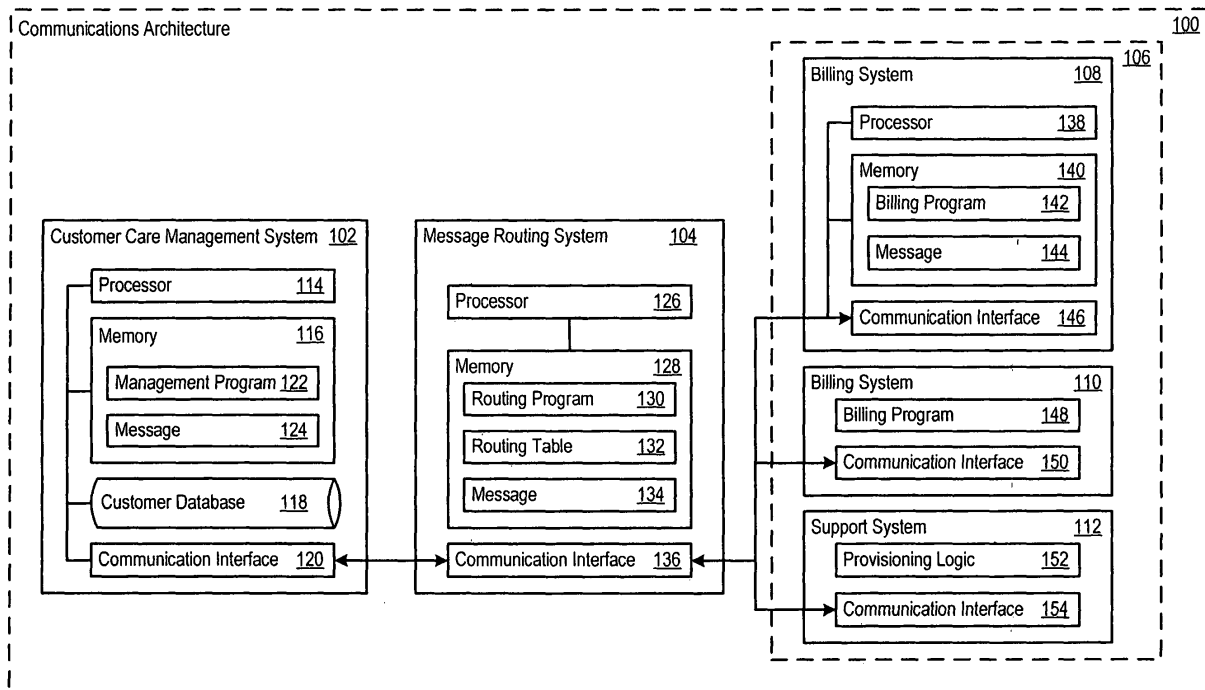 Communications Architecture 100
106
Billing System 108
Processor 138
Memory 140
Billing Program 142
Message 144
Communication Interface 146
Customer Care Management System 102
Processor 114
Memory 116
Management Program 122
Message 124
Customer Database 118
Communication Interface 120
Message Routing System 104
Processor 126
Memory 128
Routing Program 130
Routing Table 132
Message 134
Communication Interface 136
Billing System 110
Billing Program 148
Communication Interface 150
Support System 112
Provisioning Logic 152
Communication Interface 154